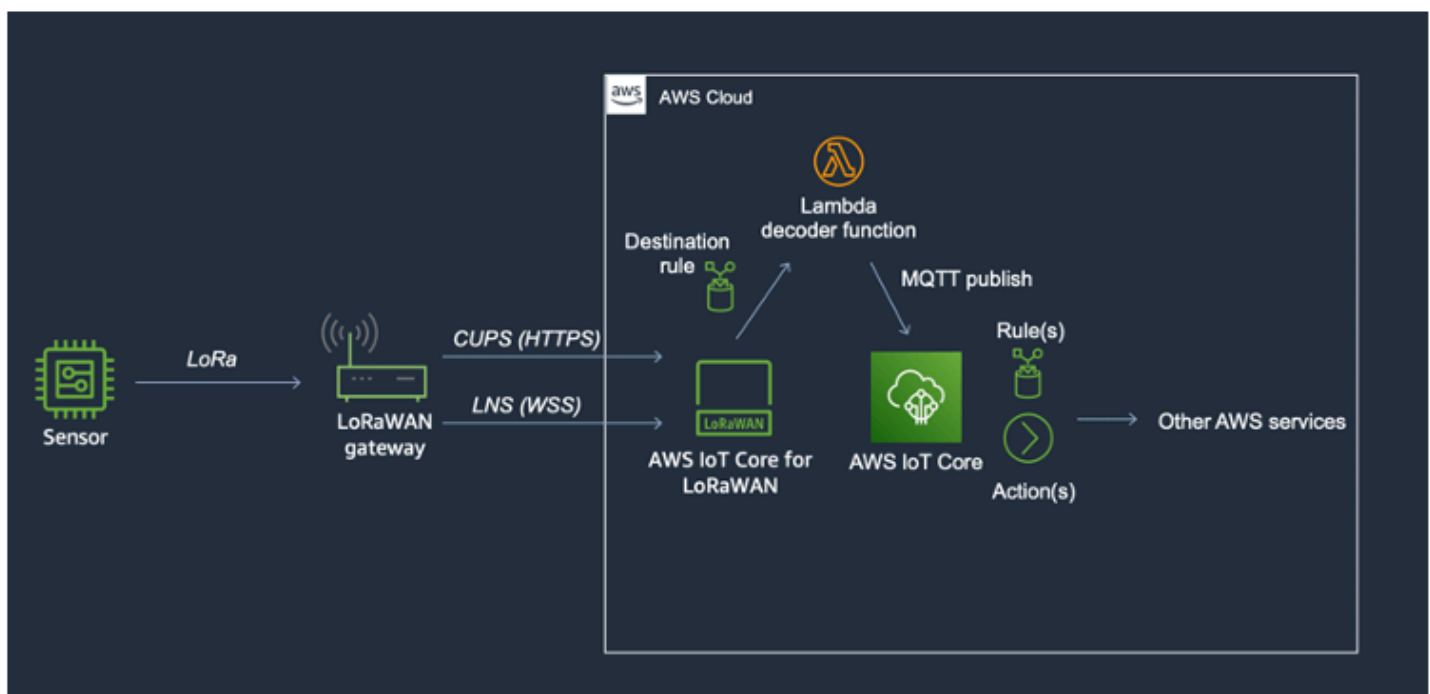 aws
AWS Cloud
Lambda
decoder function
Destination
rule
MQTT publish
Rule(s)
CUPS (HTTPS)
LoRa
LNS (WSS)
LoRaWAN
Sensor
LoRaWAN
gateway
Other AWS services
AWS IoT Core for
LoRaWAN
AWS IoT Core
Action(s)